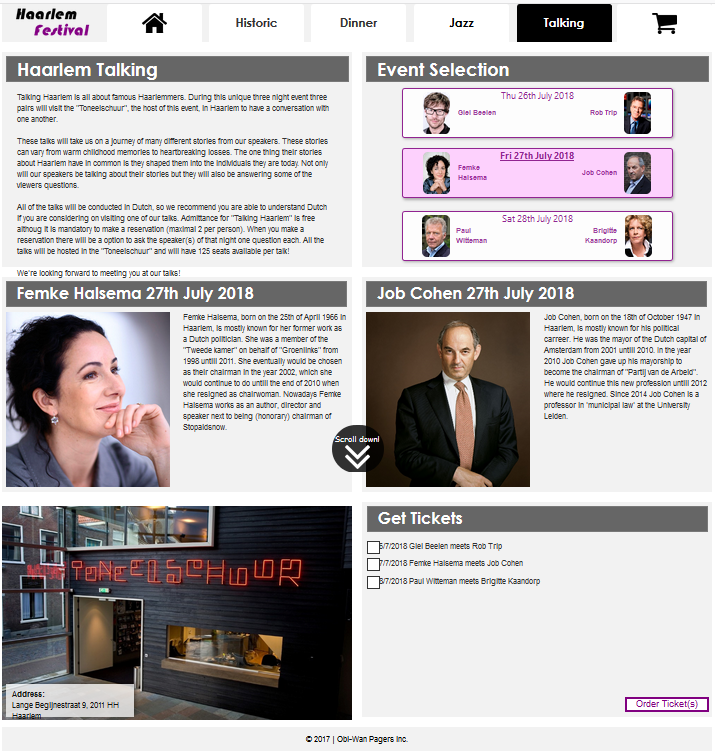 Haarlem
Festival
Historic
Dinner
Jazz
Talking
Haarlem Talking
Talking Haarlem is all about famous Haarlemmers. During this unique three night event three
pairs will visit the "Toneelschuur", the host of this event, in Haarlem to have a conversation with
one another.
These talks will take us on a journey of many different stories from our speakers. These stories
can vary from warm childhood memories to heartbreaking losses. The one thing their stories
about Haarlem have in common is they shaped them into the individuals they are today. Not only
will our speakers be talking about their stories but they will also be answering some of the
viewers questions.
All of the talks will be conducted in Dutch, so we recommend you are able to understand Dutch
if you are considering on visiting one of our talks. Admittance for "Talking Haarlem" is free
althoug it is mandatory to make a reservation (maximal 2 per person). When you make a
reservation there will be a option to ask the speaker(s) of that night one question each. All the
talks will be hosted in the "Toneelschuur" and will have 125 seats available per talk!
We're looking forward to meeting you at our talks!
Event Selection
Thu 26th July 2018
Giel Beelen
Rob Trip
Fri 27th July 2018
Femke
Halsema
Job Cohen
Sat 28th July 2018
Paul
Witteman
Brigitte
Kaandorp
Femke Halsema 27th July 2018
Femke Halsema, born on the 25th of April 1966 in
Haarlem, is mostly known for her former work as
a Dutch politician. She was a member of the
"Tweede kamer" on behalf of "Groenlinks" from
1998 untill 2011. She eventually would be chosen
as their chairman in the year 2002, which she
would continue to do untill the end of 2010 when
she resigned as chairwoman. Nowadays Femke
Halsema works as an author, director and
speaker next to being (honorary) chairman of
Stopaidsnow.
Job Cohen 27th July 2018
Job Cohen, born on the 18th of October 1947 in
Haarlem, is mostly known for his political
carreer. He was the mayor of the Dutch capital of
Amsterdam from 2001 untill 2010. In the year
2010 Job Cohen gave up his mayorship to
become the chairman of "Partij van de Arbeid".
He would continue this new profession untill 2012
where he resigned. Since 2014 Job Cohen is a
professor in 'municipal law' at the University
Leiden.
Scroll down!
TONEELSCHUUR
Address:
Lange Begijnestraat 9, 2011 HH
Haarlem
Get Tickets
6/7/2018 Giel Beelen meets Rob Trip
7/7/2018 Femke Halsema meets Job Cohen
8/7/2018 Paul Witteman meets Brigitte Kaandorp
Order Ticket(s)
© 2017 | Obi-Wan Pagers Inc.